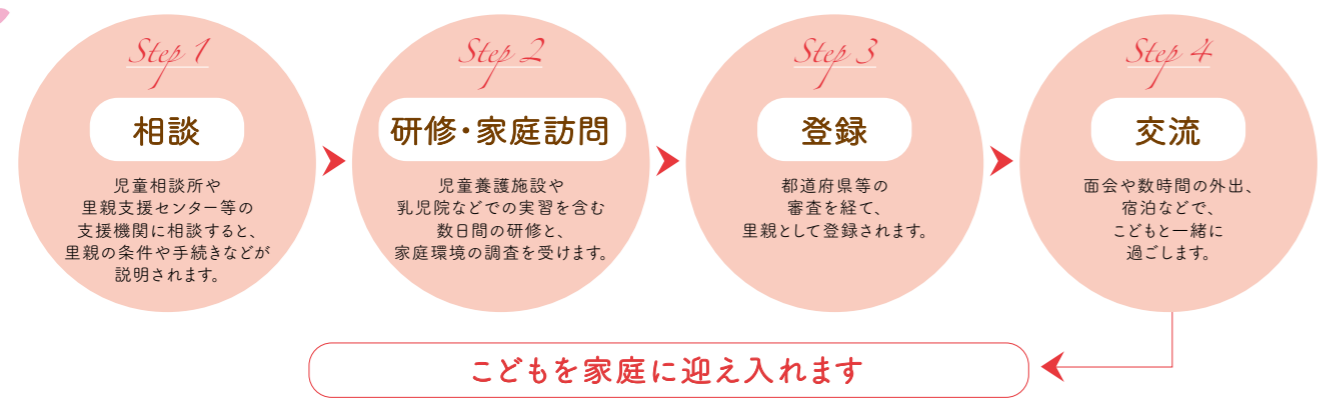 Step 1
相談
児童相談所や
里親支援センター等の
支援機関に相談すると、
里親の条件や手続きなどが
説明されます。
Step 2
研修・家庭訪問
児童養護施設や
乳児院などでの実習を含む
数日間の研修と、
家庭環境の調査を受けます。
Step 3
登録
都道府県等の
審査を経て、
里親として登録されます。
Step 4
交流
面会や数時間の外出、
宿泊などで、
こどもと一緒に
過ごします。
こどもを家庭に迎え入れます